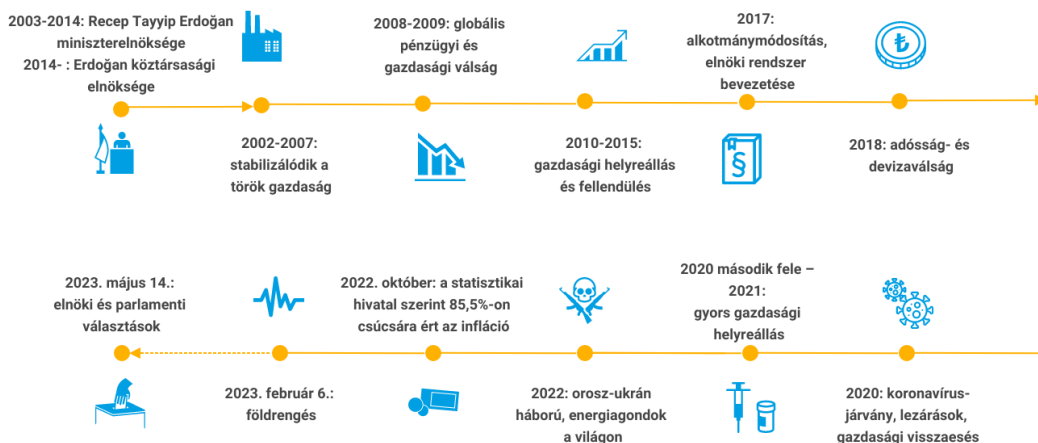 2003-2014: Recep Tayyip Erdoğan
miniszterelnöksége
2014- : Erdoğan köztársasági
elnöksége
2002-2007:
stabilizálódik a
török gazdaság
2008-2009: globális
pénzügyi és
gazdasági válság
2010-2015:
gazdasági helyreállás
és fellendülés
2017:
alkotmánymódosítás,
elnöki rendszer
bevezetése
§
₺
2018: adósság- és
devizaválság
2020: koronavírus-
járvány, lezárások,
gazdasági visszaesés
2020 második fele –
2021:
gyors gazdasági
helyreállás
2022: orosz-ukrán
háború, energiagondok
a világon
2022. október: a statisztikai
hivatal szerint 85,5%-on
csúcsára ért az infláció
2023. február 6.:
földrengés
2023. május 14.:
elnöki és parlamenti
választások